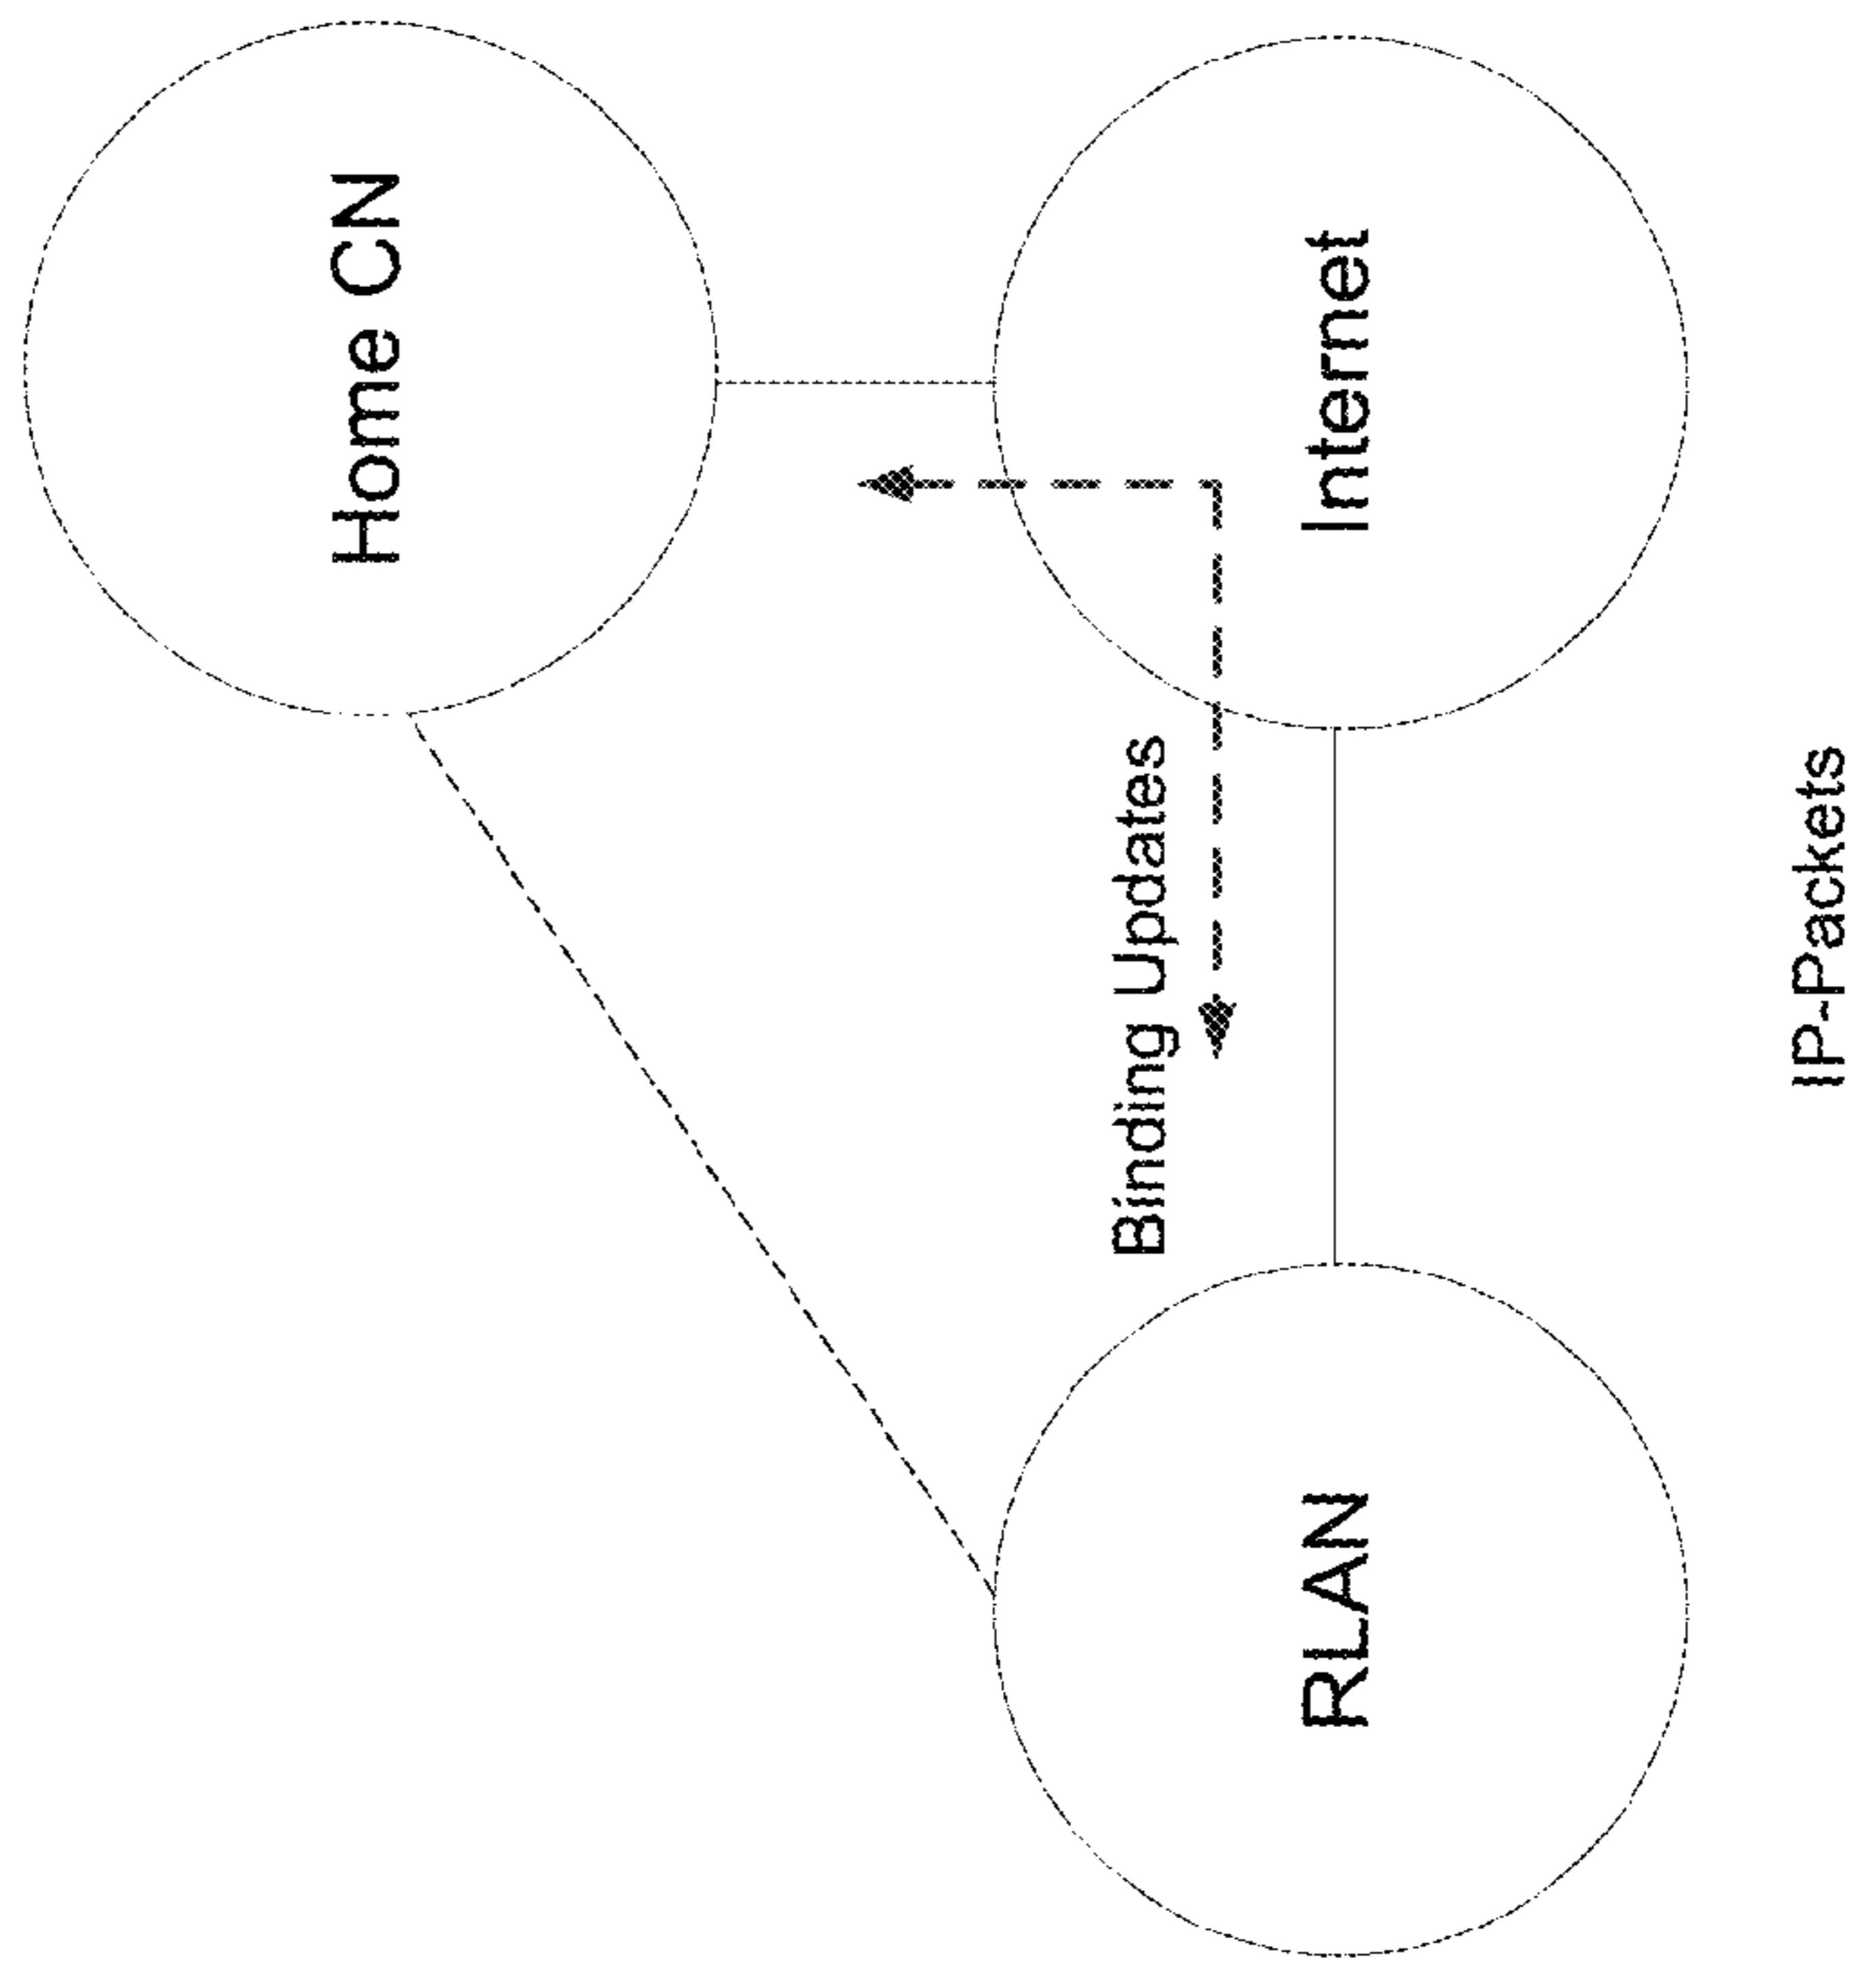 Home CN
Binding Updates
RLAN
Internet
IP-Packets